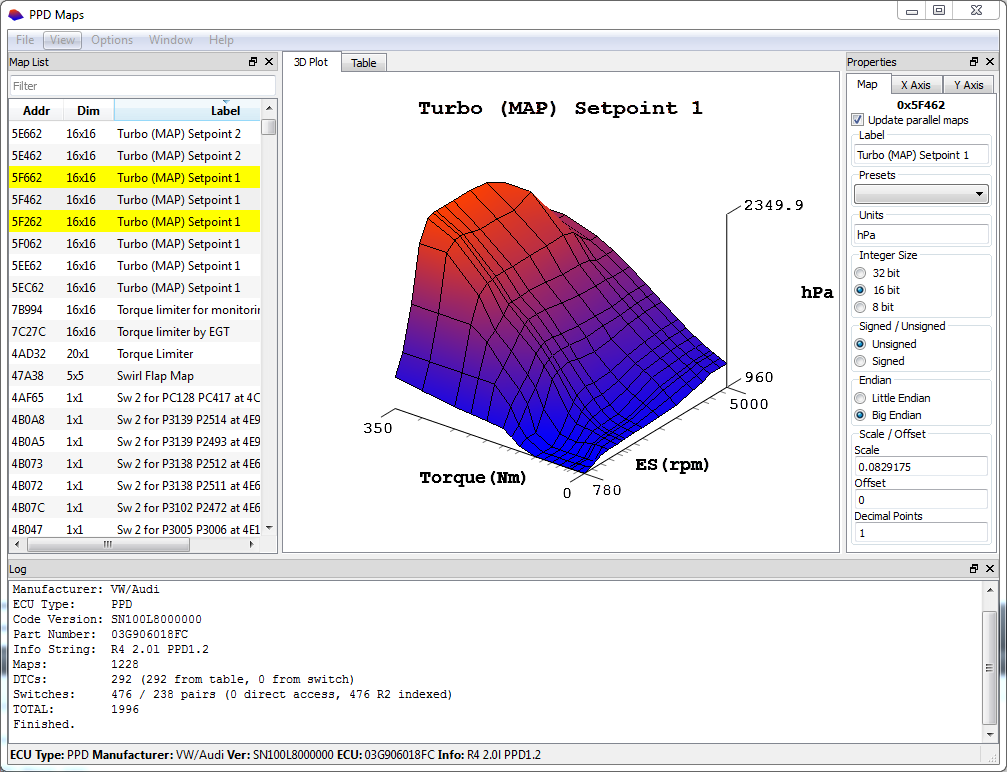 PPD Maps
File View Options Window Help
Map List
Filter
Addr Dim Label
5E662 16x16 Turbo (MAP) Setpoint 2
5E462 16x16 Turbo (MAP) Setpoint 2
5F662 16x16 Turbo (MAP) Setpoint 1
5F462 16x16 Turbo (MAP) Setpoint 1
5F262 16x16 Turbo (MAP) Setpoint 1
5F062 16x16 Turbo (MAP) Setpoint 1
5EE62 16x16 Turbo (MAP) Setpoint 1
5EC62 16x16 Turbo (MAP) Setpoint 1
7B994 16x16 Torque limiter for monitorin
7C27C 16x16 Torque limiter by EGT
4AD32 20x1 Torque Limiter
47A38 5x5 Swirl Flap Map
4AF65 1x1 Sw 2 for PC128 PC417 at 4C
4B0A8 1x1 Sw 2 for P3139 P2514 at 4E9
4B0A5 1x1 Sw 2 for P3139 P2493 at 4E9
4B073 1x1 Sw 2 for P3138 P2512 at 4E6
4B072 1x1 Sw 2 for P3138 P2511 at 4E6
4B07C 1x1 Sw 2 for P3102 P2472 at 4E6
4B047 1x1 Sw 2 for P3005 P3006 at 4E1
3D Plot Table
Turbo (MAP) Setpoint 1
2349.9
hPa
960
5000
350
ES(rpm)
Torque(Nm)
0 780
Properties
Map X Axis Y Axis
0x5F462
Update parallel maps
Label
Turbo (MAP) Setpoint 1
Presets
Units
hPa
Integer Size
32 bit
16 bit
8 bit
Signed / Unsigned
Unsigned
Signed
Endian
Little Endian
Big Endian
Scale / Offset
Scale
0.0829175
Offset
0
Decimal Points
1
Log
Manufacturer: VW/Audi
ECU Type: PPD
Code Version: SN100L8000000
Part Number: 03G906018FC
Info String: R4 2.0l PPD1.2
Maps: 1228
DTCs: 292 (292 from table, 0 from switch)
Switches: 476 / 238 pairs (0 direct access, 476 R2 indexed)
TOTAL: 1996
Finished.
ECU Type: PPD Manufacturer: VW/Audi Ver: SN100L8000000 ECU: 03G906018FC Info: R4 2.0l PPD1.2